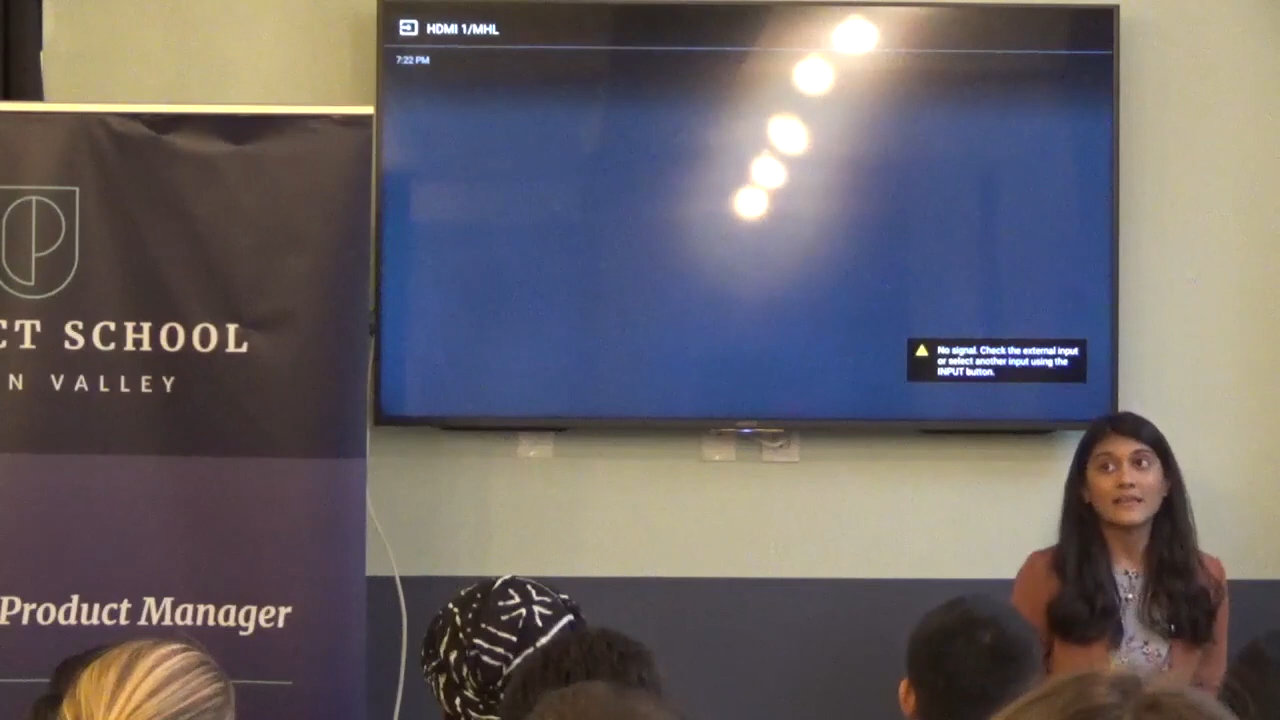 HDMI 1/MHL
7:22 PM
CT SCHOOL
N VALLEY
Product Manager
No signal. Check the external input
or select another input using the
INPUT button.